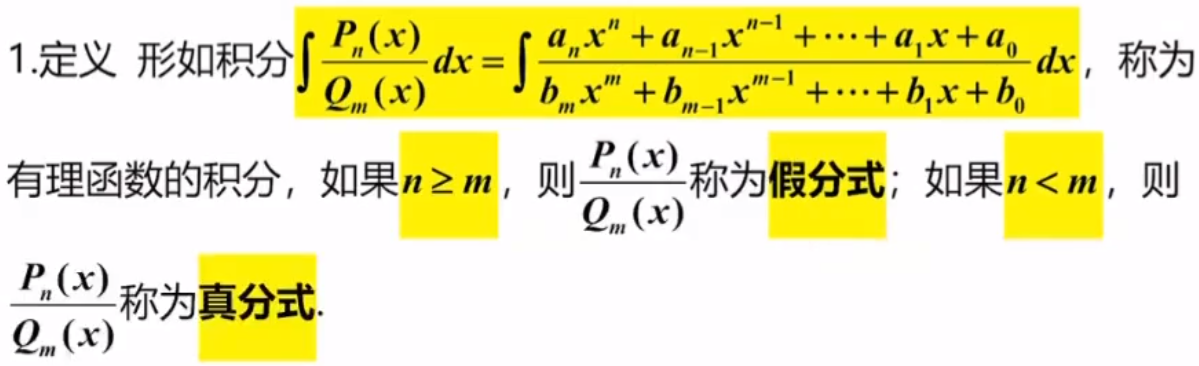 1.定义 形如积分$\int \frac{P_n(x)}{Q_m(x)}dx = \int \frac{a_n x^n + a_{n-1}x^{n-1} + \cdots + a_1 x + a_0}{b_m x^m + b_{m-1}x^{m-1} + \cdots + b_1 x + b_0}dx$，称为
有理函数的积分，如果$n \geq m$，则$\frac{P_n(x)}{Q_m(x)}$称为假分式；如果$n < m$，则
$\frac{P_n(x)}{Q_m(x)}$称为真分式.